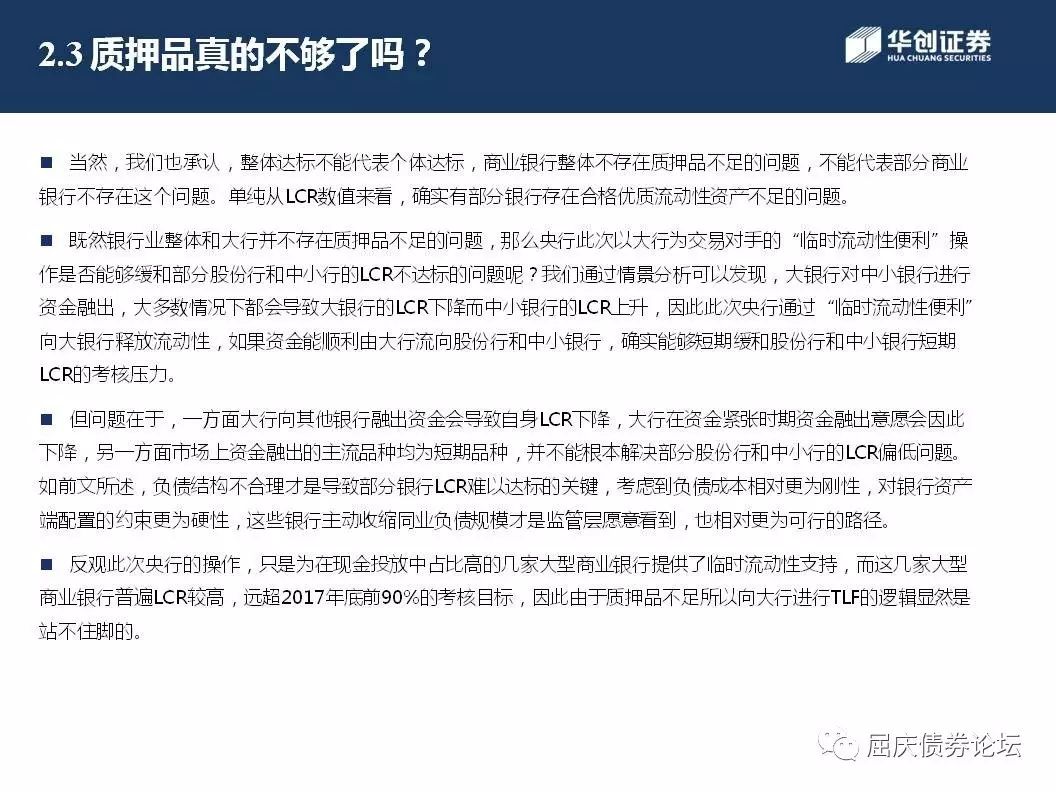 2.3 质押品真的不够了吗？
华创证券
HUA CHUANG SECURITIES
■ 当然，我们也承认，整体达标不能代表个体达标，商业银行整体不存在质押品不足的问题，不能代表部分商业
银行不存在这个问题。单纯从LCR数值来看，确实有部分银行存在合格优质流动性资产不足的问题。
■ 既然银行业整体和大行并不存在质押品不足的问题，那么央行此次以大行为交易对手的“临时流动性便利”操
作是否能够缓和部分股份行和中小行的LCR不达标的问题呢？我们通过情景分析可以发现，大银行对中小银行进行
资金融出，大多数情况下都会导致大银行的LCR下降而中小银行的LCR上升，因此此次央行通过“临时流动性便利”
向大银行释放流动性，如果资金能顺利由大行流向股份行和中小银行，确实能够短期缓和股份行和中小银行短期
LCR的考核压力。
■ 但问题在于，一方面大行向其他银行融出资金会导致自身LCR下降，大行在资金紧张时期资金融出意愿会因此
下降，另一方面市场上资金融出的主流品种均为短期品种，并不能根本解决部分股份行和中小行的LCR偏低问题。
如前文所述，负债结构不合理才是导致部分银行LCR难以达标的关键，考虑到负债成本相对更为刚性，对银行资产
端配置的约束更为硬性，这些银行主动收缩同业负债规模才是监管层愿意看到，也相对更为可行的路径。
■ 反观此次央行的操作，只是为在现金投放中占比高的几家大型商业银行提供了临时流动性支持，而这几家大型
商业银行普遍LCR较高，远超2017年底前90%的考核目标，因此由于质押品不足所以向大行进行TLF的逻辑显然是
站不住脚的。
屈庆债券论坛